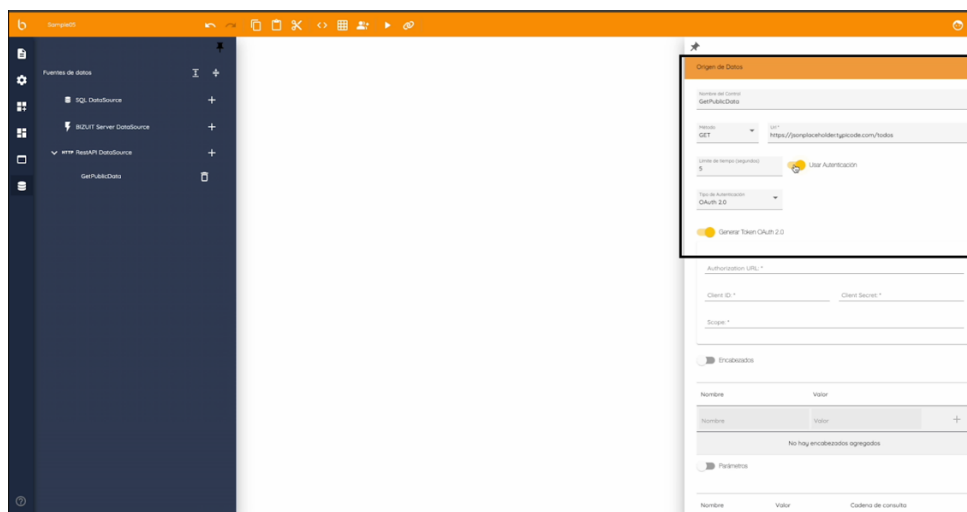 b
Sample05
Fuentes de datos
SQL DataSource
BIZUIT Server DataSource
HTTP RestAPI DataSource
GetPublicData
Origen de Datos
Nombre del Control
GetPublicData
Método
GET
Url *
https://jsonplaceholder.typicode.com/todos
Límite de tiempo (segundos)
5
Usar Autenticación
Tipo de Autenticación
OAuth 2.0
Generar Token OAuth 2.0
Authorization URL: *
Client ID: *
Client Secret: *
Scope: *
Encabezados
Nombre
Valor
Nombre
Valor
No hay encabezados agregados
Parámetros
Nombre
Valor
Cadena de consulta